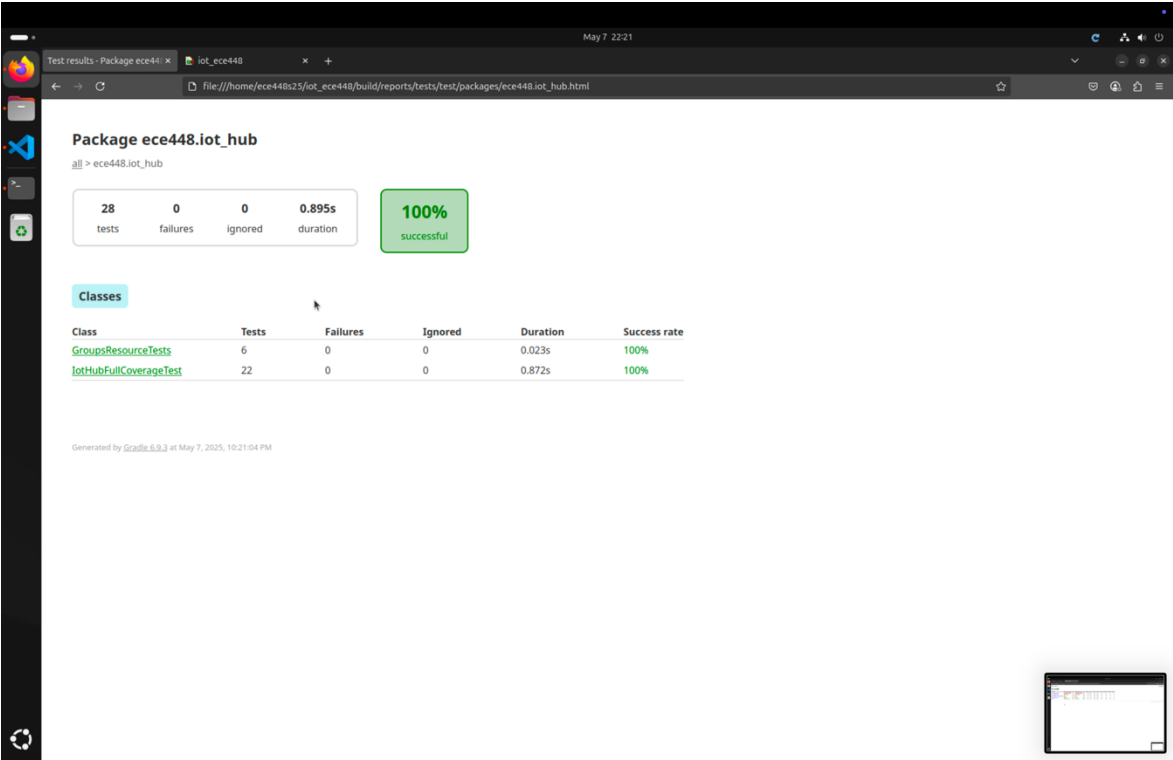 May 7 22:21
Test results - Package ece44
iot_ece448
file:///home/ece448s25/iot_ece448/build/reports/tests/test/packages/ece448.iot_hub.html
Package ece448.iot_hub
all > ece448.iot_hub
28 0 0 0.895s 100%
tests failures ignored duration successful
Classes
Class Tests Failures Ignored Duration Success rate
GroupsResourceTests 6 0 0 0.023s 100%
IotHubFullCoverageTest 22 0 0 0.872s 100%
Generated by Gradle 6.9.3 at May 7, 2025, 10:21:04 PM